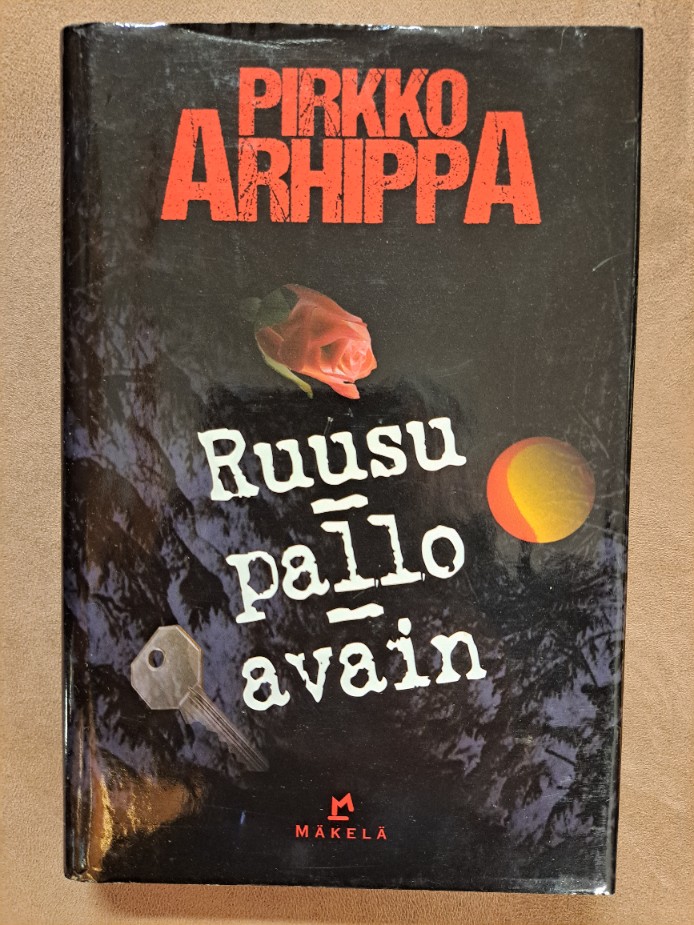 PIRKKO
ARHIPPA
Ruusu
–
pallo
–
avain
M
MÄKELÄ